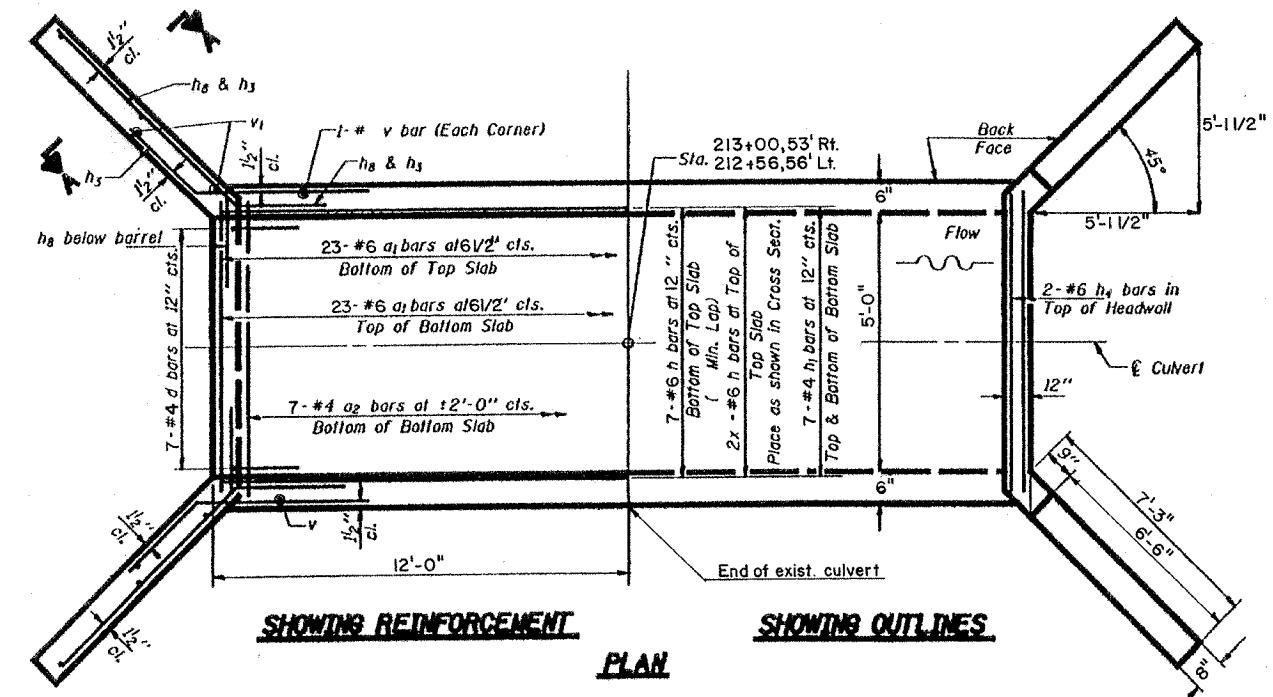 1½"
cl.
h8 & h3
v1
1-# v bar (Each Corner)
h8 & h3
1½"
cl.
h3
1½"
cl.
h8 below barrel
7-#4 d bars at 12" cts.
23-#6 a1 bars at 6 1/2" cts.
Bottom of Top Slab
23-#6 a1 bars at 6 1/2" cts.
Top of Bottom Slab
7-#4 a2 bars at ±2'-0" cts.
Bottom of Bottom Slab
v
1½"
cl.
1½"
cl.
1½"
cl.
12'-0"
Sta. 213+00,53' Rt.
212+56,56' Lt.
Back
Face
6"
5'-11/2"
45°
5'-11/2"
Flow
7-#6 h bars at 12" cts.
Bottom of Top Slab
( Min. Lap)
2x -#6 h bars at Top of
Top Slab
Place as shown in Cross Sect.
7-#4 h1 bars at 12" cts.
Top & Bottom of Bottom Slab
5'-0"
2-#6 h4 bars in
Top of Headwall
℄ Culvert
12"
6"
9"
7'-3"
6'-6"
8"
End of exist. culvert
SHOWING REINFORCEMENT
SHOWING OUTLINES
PLAN